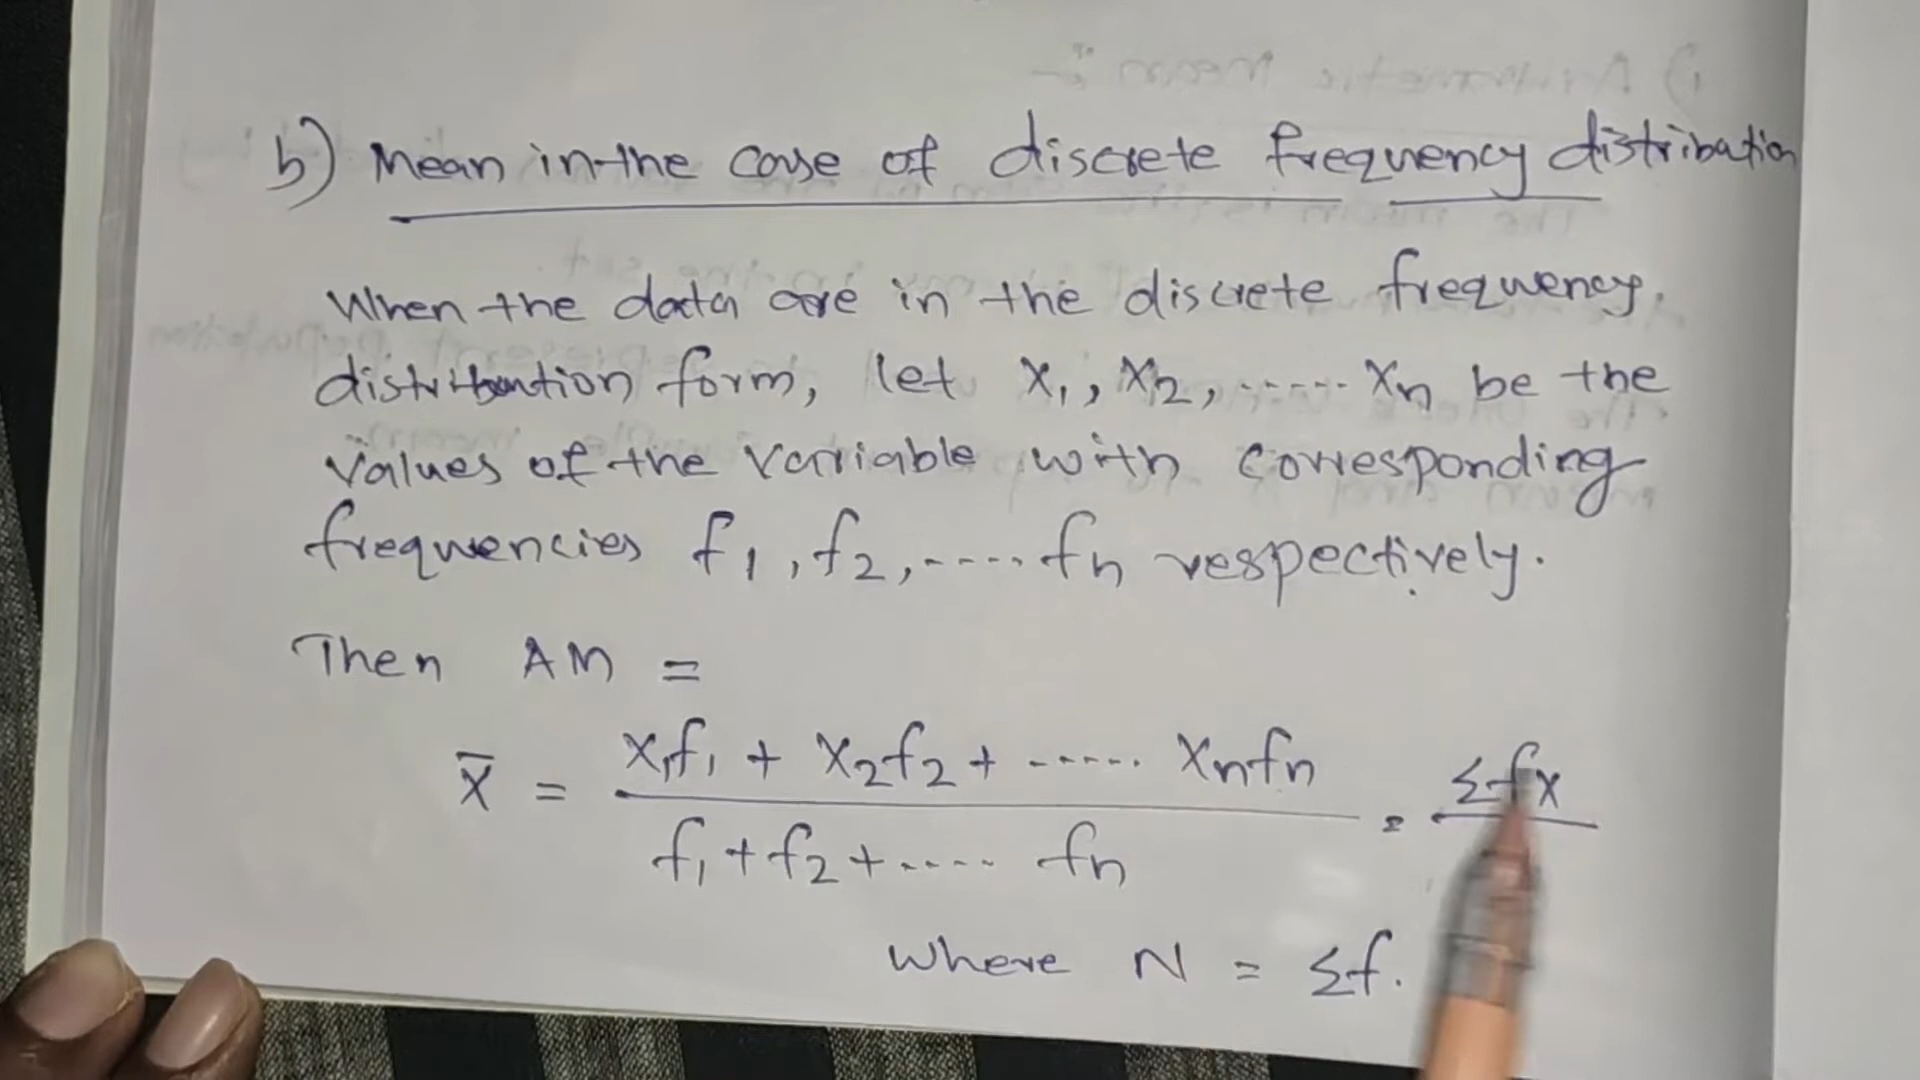 b) Mean in the case of discrete frequency distribution
When the data are in the discrete frequency
distribution form, let x₁, x₂, ...... xₙ be the
values of the variable with corresponding
frequencies f₁, f₂, ..... fₙ respectively.
Then AM =
x̄ = (x₁f₁ + x₂f₂ + ...... xₙfₙ) / (f₁ + f₂ + ..... fₙ) = Σfx /
Where N = Σf.